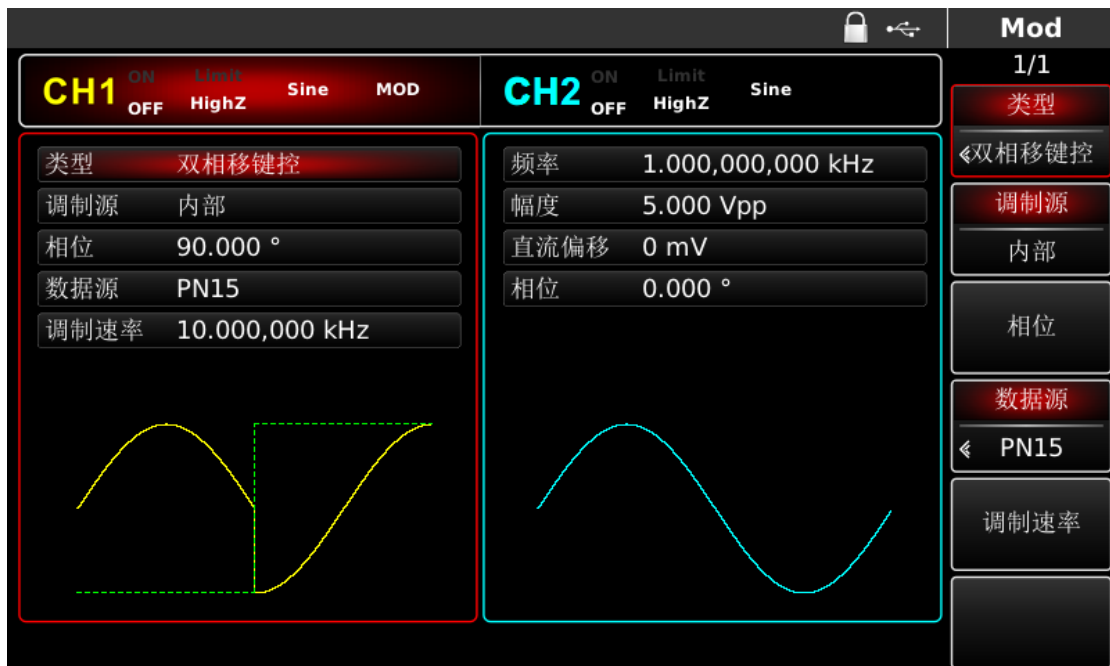 Mod
1/1
CH1 ON OFF Limit HighZ Sine MOD
CH2 ON OFF Limit HighZ Sine
类型 双相移键控
调制源 内部
相位 90.000 °
数据源 PN15
调制速率 10.000,000 kHz
频率 1.000,000,000 kHz
幅度 5.000 Vpp
直流偏移 0 mV
相位 0.000 °
类型
双相移键控
调制源
内部
相位
数据源
PN15
调制速率